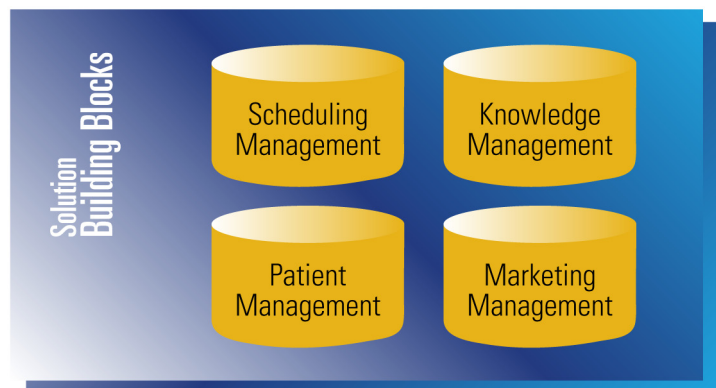 Solution
Building Blocks
Scheduling
Management
Knowledge
Management
Patient
Management
Marketing
Management